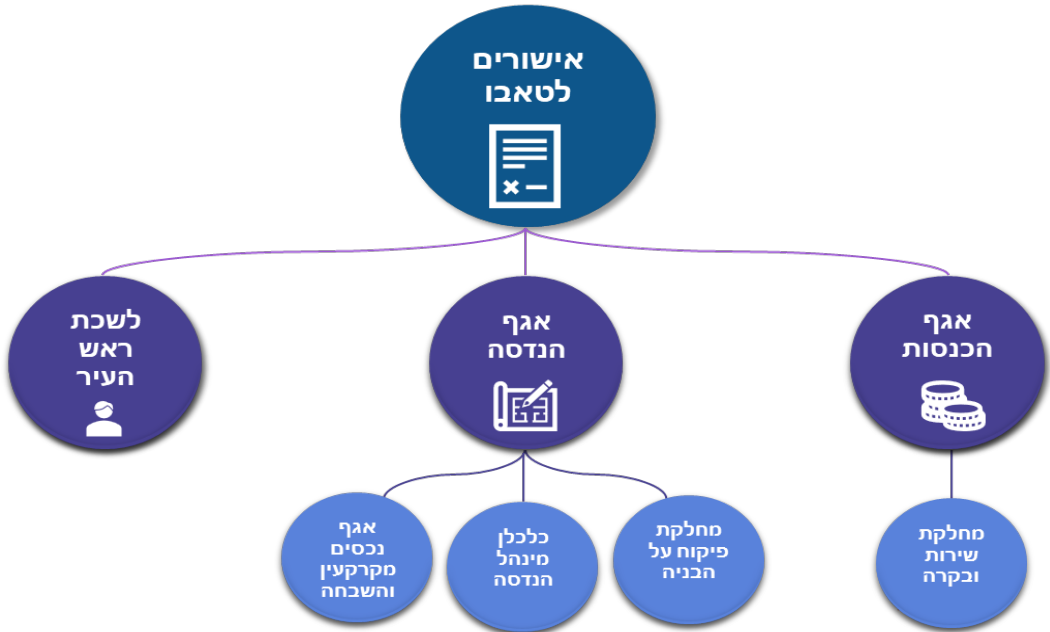 אישורים
לטאבו
אגף
הכנסות
אגף
הנדסה
לשכת
ראש
העיר
מחלקת
שירות
ובקרה
מחלקת
פיקוח על
הבניה
כלכלן
מינהל
הנדסה
אגף
נכסים
מקרקעין
והשבחה